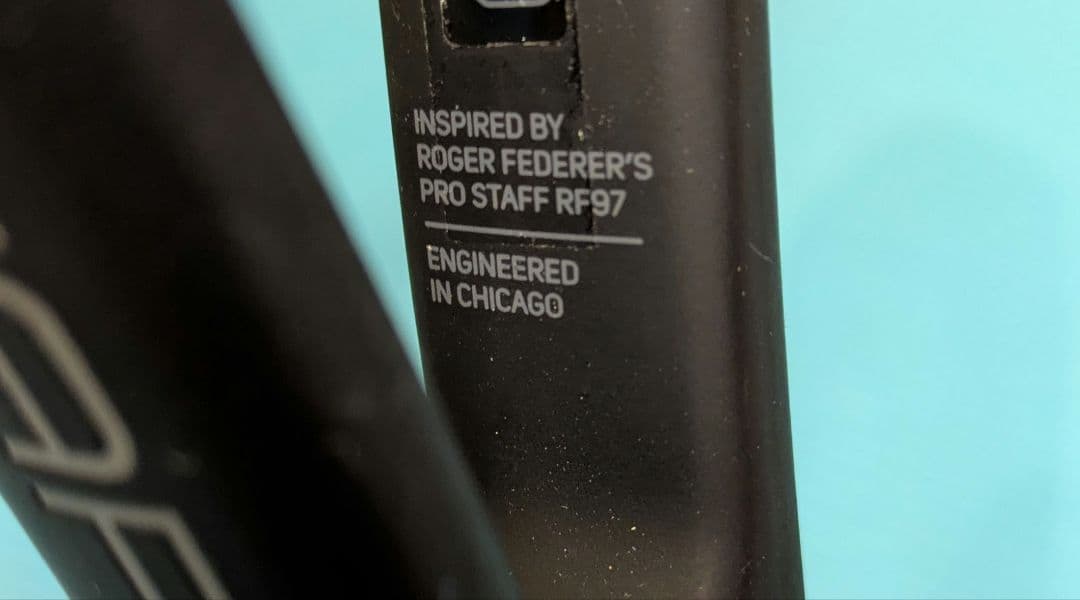 INSPIRED BY
ROGER FEDERER'S
PRO STAFF RF97
ENGINEERED
IN CHICAGO